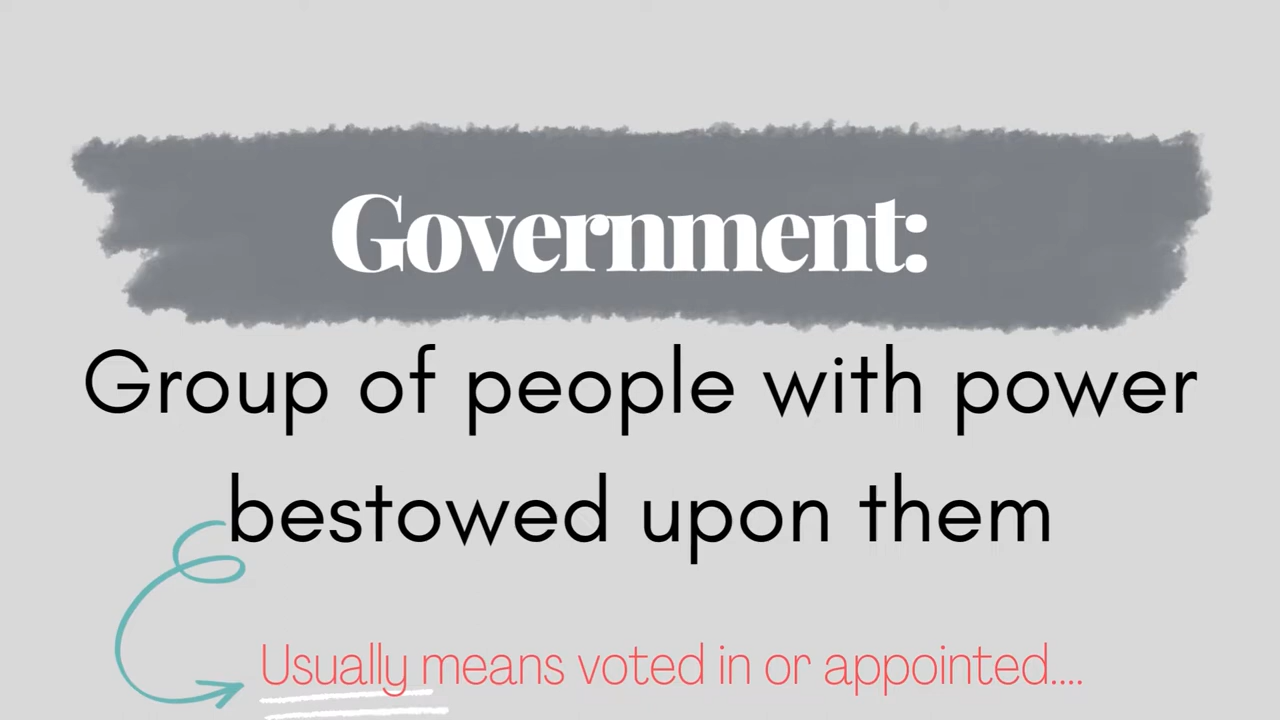 Government:
Group of people with power
bestowed upon them
Usually means voted in or appointed....